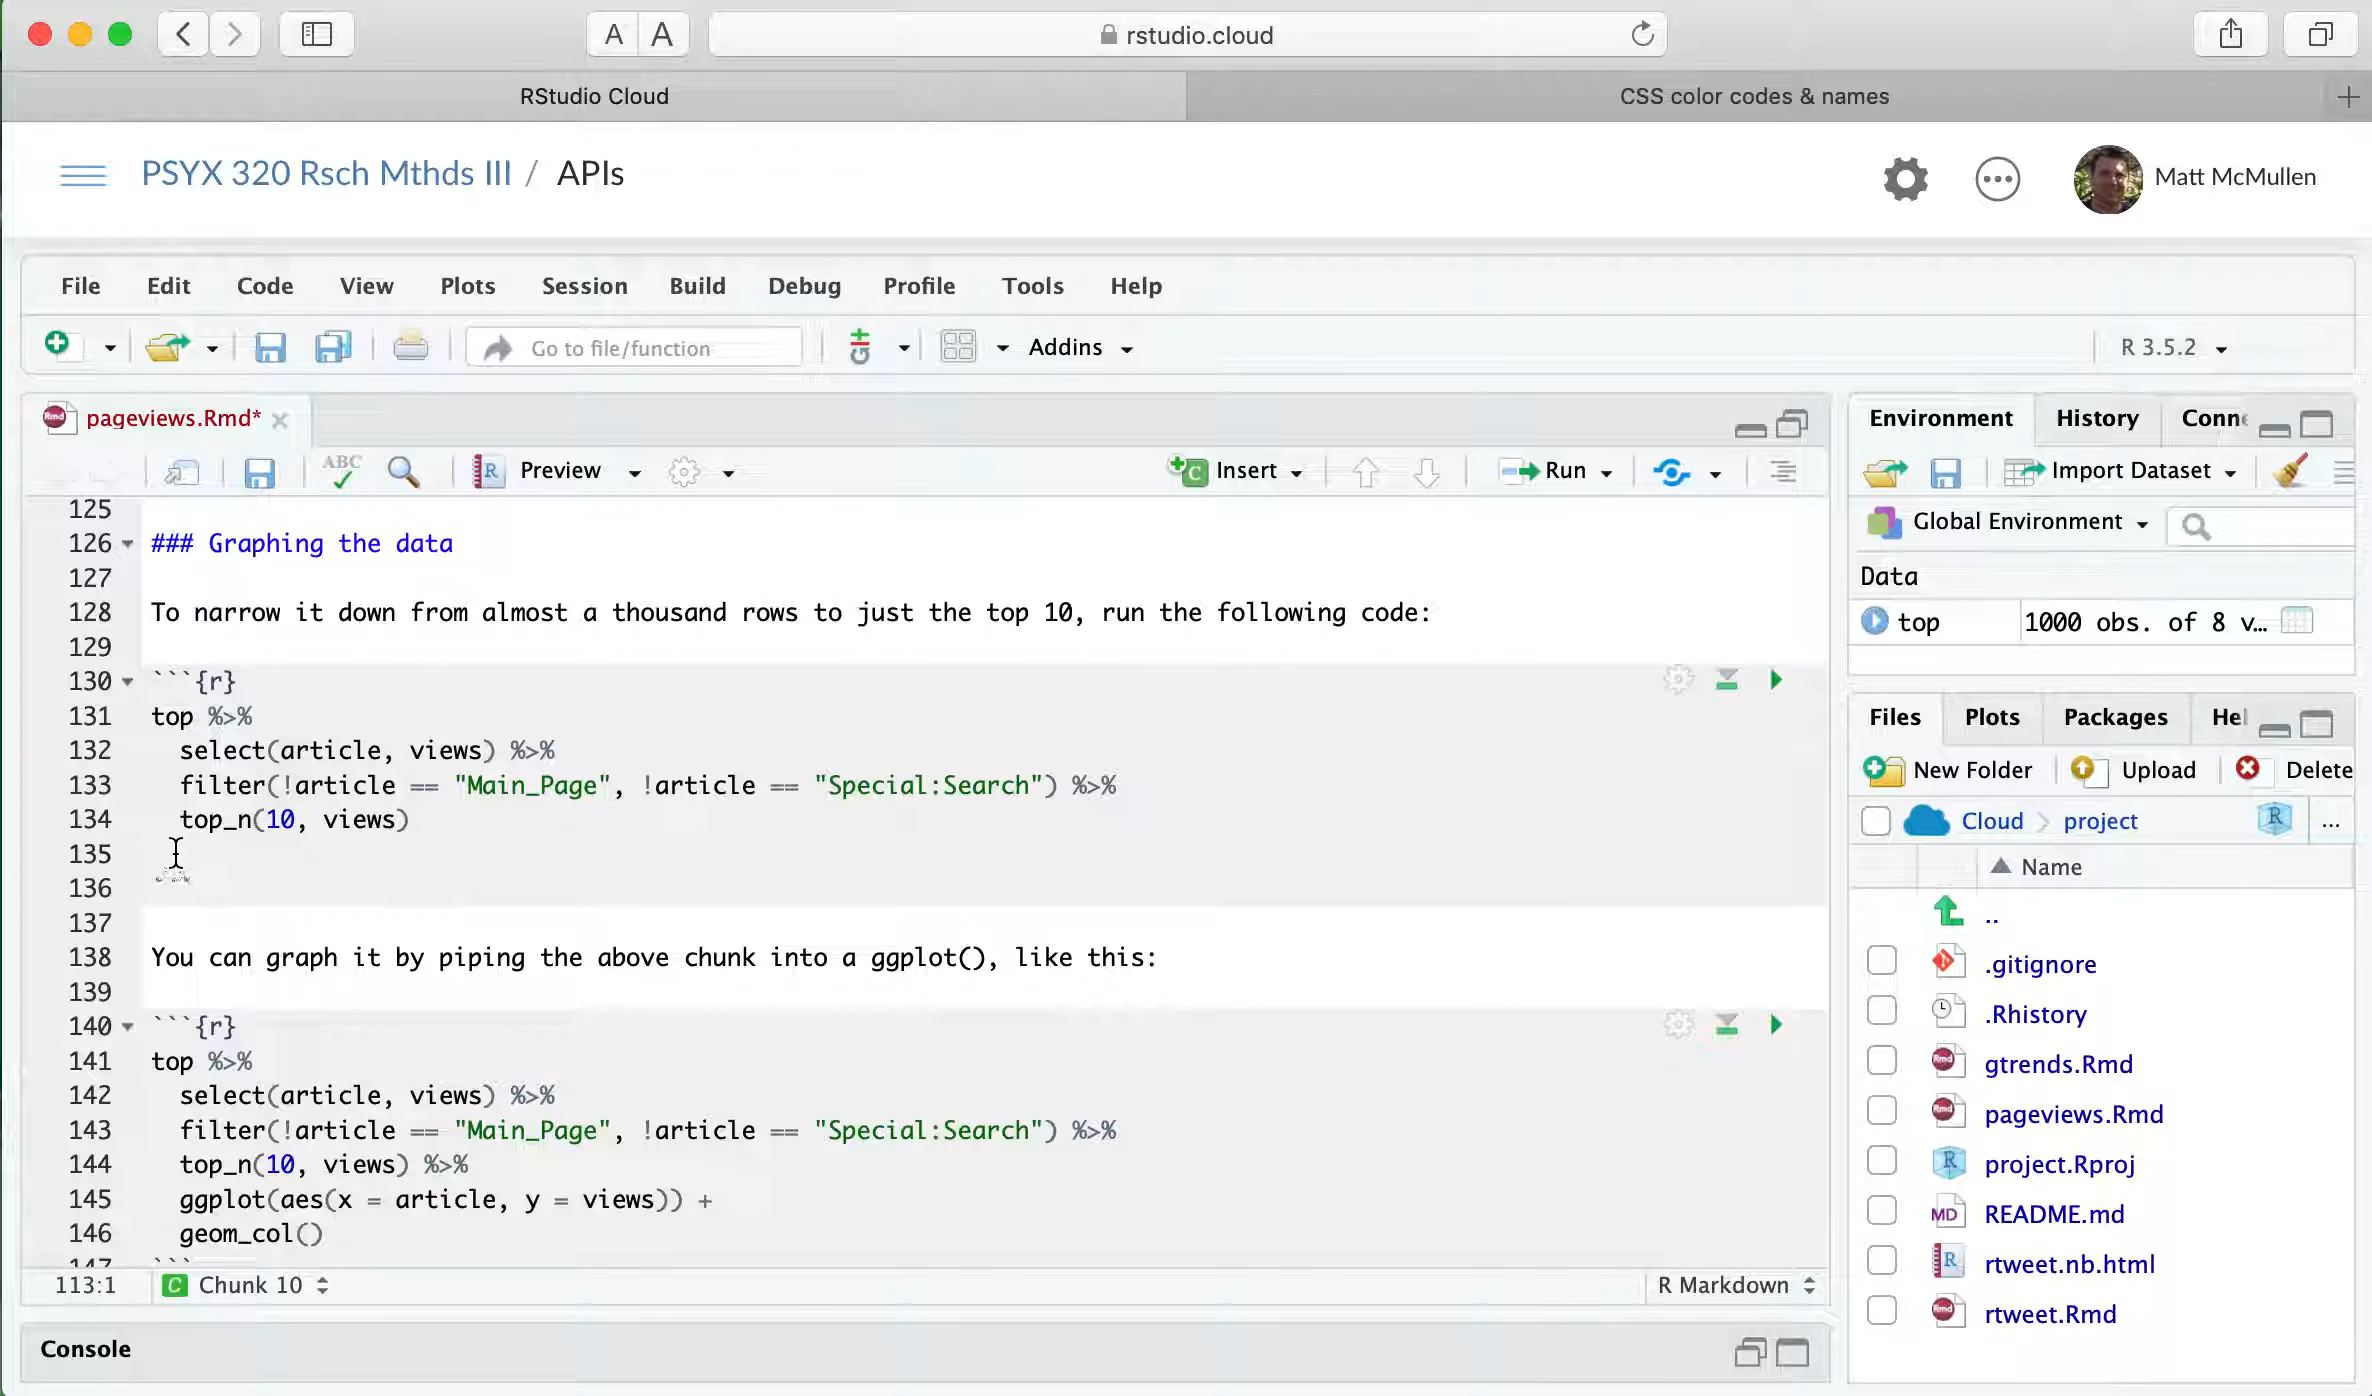 A A rstudio.cloud
RStudio Cloud CSS color codes & names
PSYX 320 Rsch Mthds III / APIs Matt McMullen
File Edit Code View Plots Session Build Debug Profile Tools Help
Go to file/function Addins R 3.5.2
pageviews.Rmd*
ABC Preview Insert Run
125
126 ### Graphing the data
127
128 To narrow it down from almost a thousand rows to just the top 10, run the following code:
129
130 ```{r}
131 top %>%
132 select(article, views) %>%
133 filter(!article == "Main_Page", !article == "Special:Search") %>%
134 top_n(10, views)
135
136
137
138 You can graph it by piping the above chunk into a ggplot(), like this:
139
140 ```{r}
141 top %>%
142 select(article, views) %>%
143 filter(!article == "Main_Page", !article == "Special:Search") %>%
144 top_n(10, views) %>%
145 ggplot(aes(x = article, y = views)) +
146 geom_col()
147 ```
113:1 C Chunk 10 R Markdown
Console
Environment History Conne
Import Dataset
Global Environment
Data
top 1000 obs. of 8 v…
Files Plots Packages Hel
New Folder Upload Delete
Cloud project R ...
Name
..
.gitignore
.Rhistory
gtrends.Rmd
pageviews.Rmd
project.Rproj
MD README.md
rtweet.nb.html
rtweet.Rmd